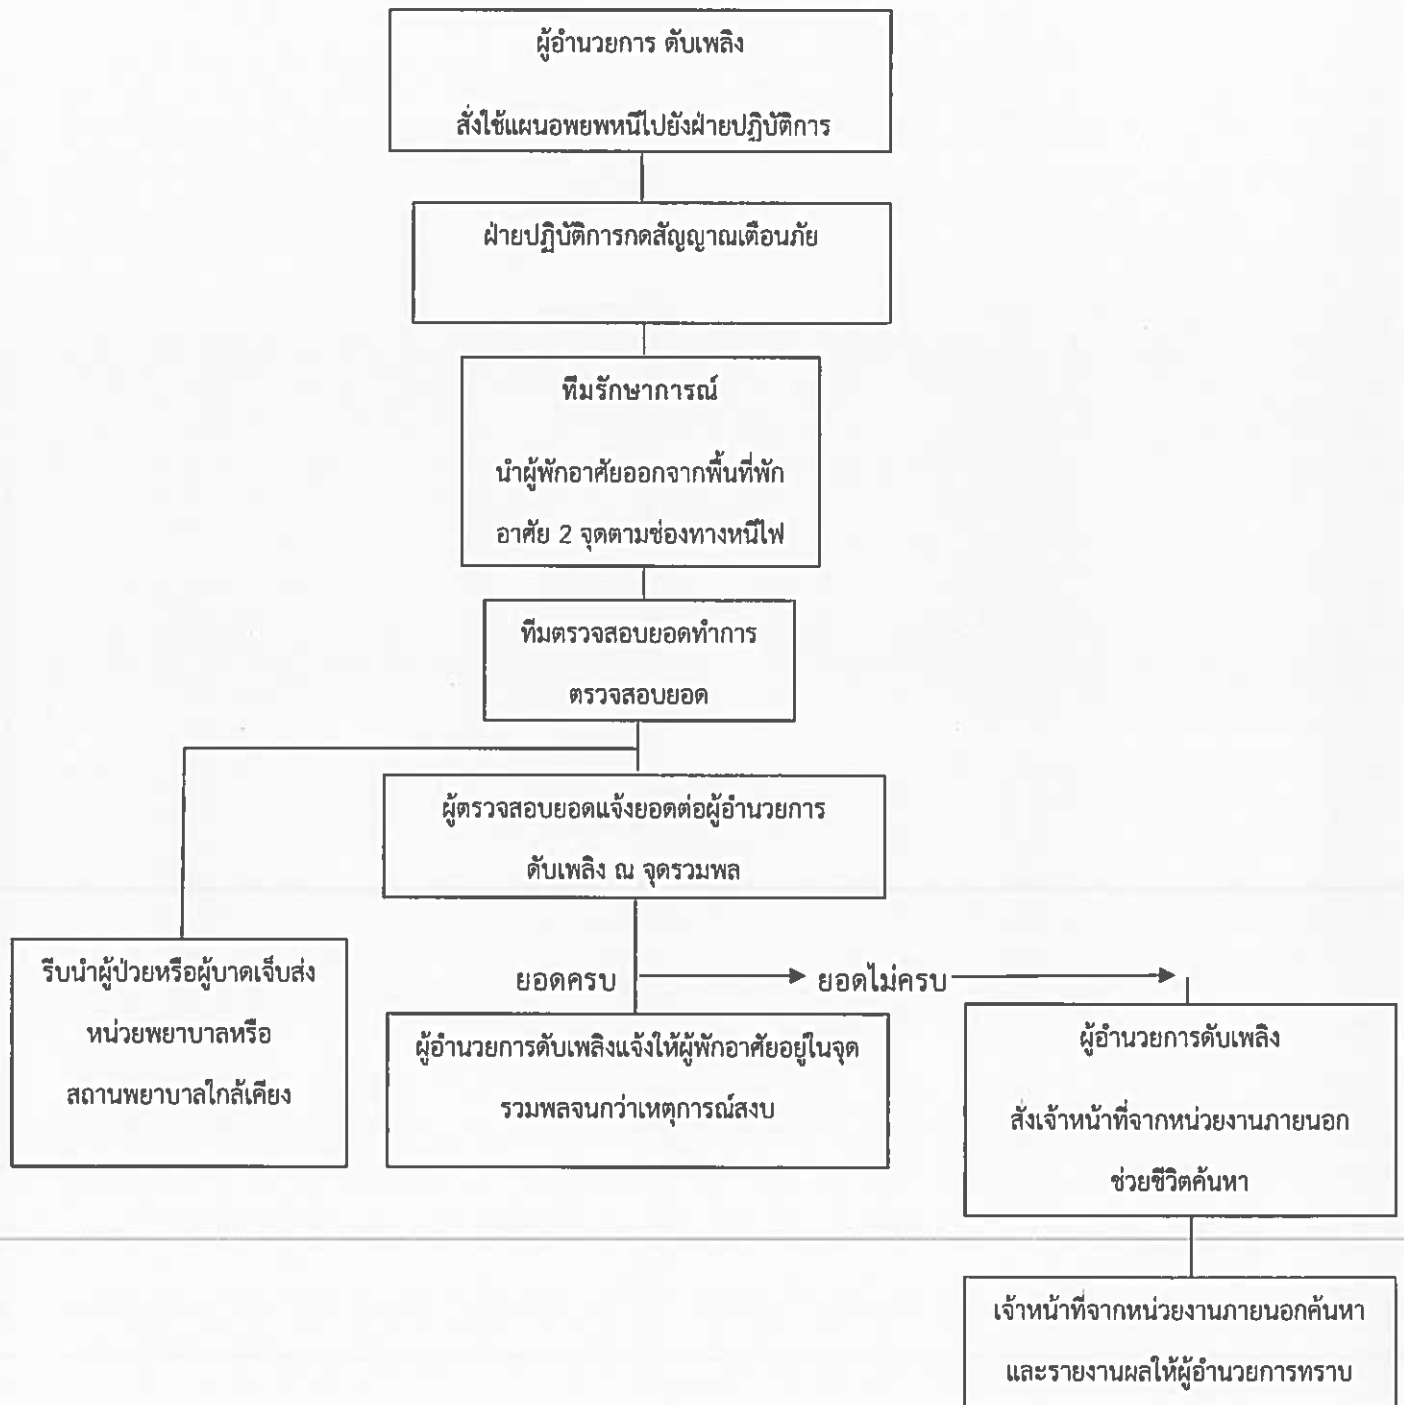 ผู้อำนวยการ ดับเพลิง
สั่งใช้แผนอพยพหนีไปยังฝ่ายปฏิบัติการ
ฝ่ายปฏิบัติการกดสัญญาณเตือนภัย
ทีมรักษาการณ์
นำผู้พักอาศัยออกจากพื้นที่พัก
อาศัย 2 จุดตามช่องทางหนีไฟ
ทีมตรวจสอบยอดทำการ
ตรวจสอบยอด
ผู้ตรวจสอบยอดแจ้งยอดต่อผู้อำนวยการ
ดับเพลิง ณ จุดรวมพล
รีบนำผู้ป่วยหรือผู้บาดเจ็บส่ง
หน่วยพยาบาลหรือ
สถานพยาบาลใกล้เคียง
ยอดครบ
ยอดไม่ครบ
ผู้อำนวยการดับเพลิงแจ้งให้ผู้พักอาศัยอยู่ในจุด
รวมพลจนกว่าเหตุการณ์สงบ
ผู้อำนวยการดับเพลิง
สั่งเจ้าหน้าที่จากหน่วยงานภายนอก
ช่วยชีวิตค้นหา
เจ้าหน้าที่จากหน่วยงานภายนอกค้นหา
และรายงานผลให้ผู้อำนวยการทราบ